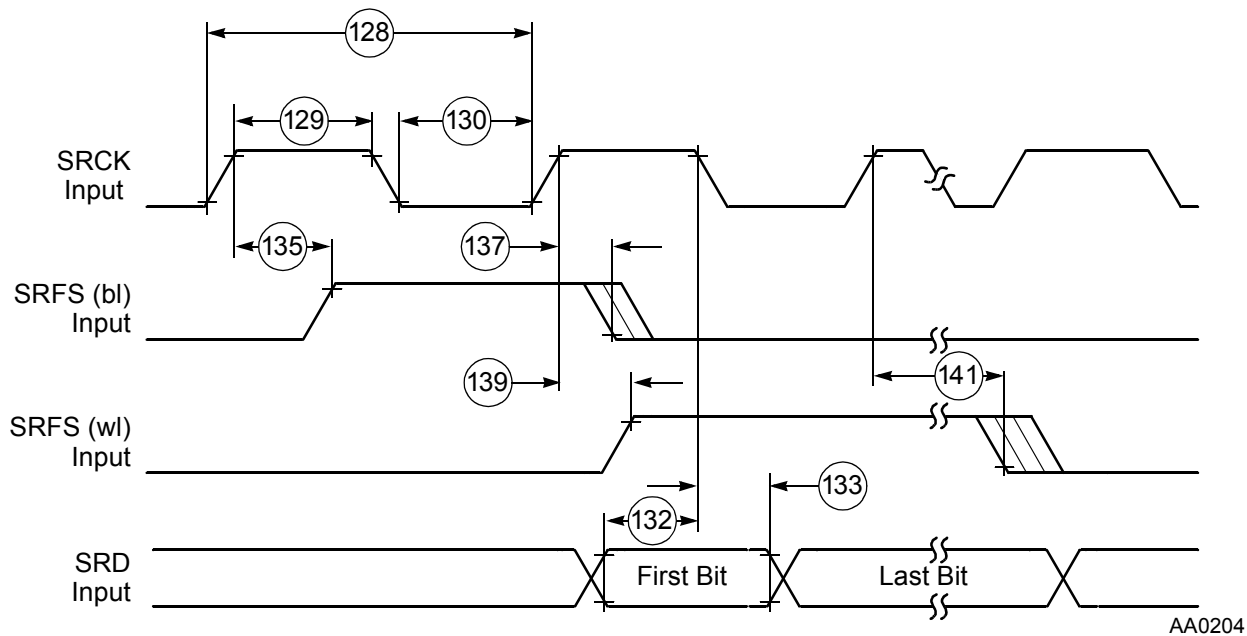 128
129
130
SRCK
Input
135
137
SRFS (bl)
Input
139
141
SRFS (wl)
Input
133
132
SRD
Input
First Bit
Last Bit
AA0204